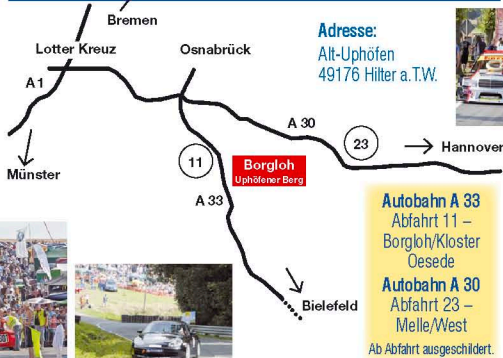 Bremen
Lotter Kreuz
Osnabrück
Adresse:
Alt-Uphöfen
49176 Hilter a.T.W.
A 1
A 30
23
Hannover
Münster
11
Borgloh
Uphöfener Berg
A 33
Bielefeld
Autobahn A 33
Abfahrt 11 –
Borgloh/Kloster
Oesede
Autobahn A 30
Abfahrt 23 –
Melle/West
Ab Abfahrt ausgeschildert.